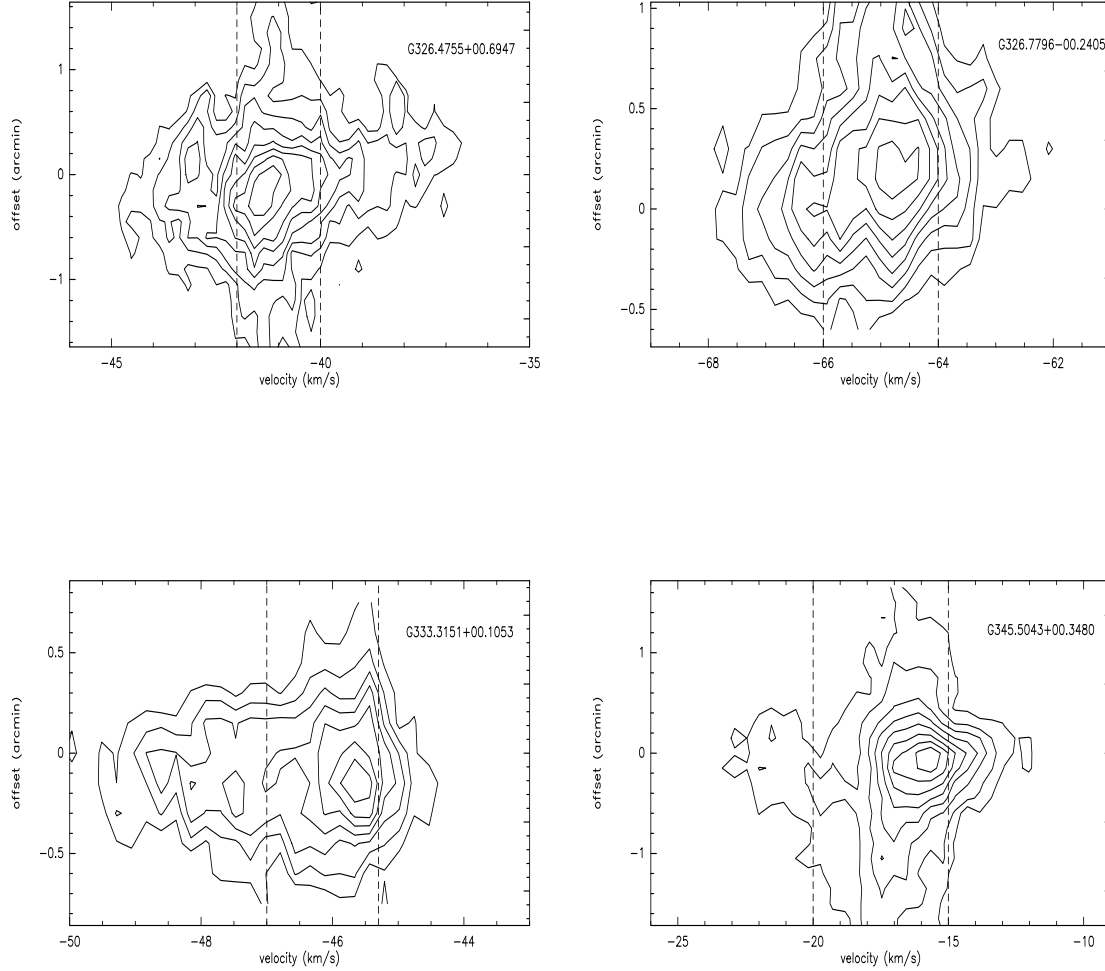 G326.4755+00.6947
1
0
−1
offset (arcmin)
−45 −40 −35
velocity (km/s)
G326.7796−00.2405
1
0.5
0
−0.5
offset (arcmin)
−68 −66 −64 −62
velocity (km/s)
G333.3151+00.1053
0.5
0
−0.5
offset (arcmin)
−50 −48 −46 −44
velocity (km/s)
G345.5043+00.3480
1
0
−1
offset (arcmin)
−25 −20 −15 −10
velocity (km/s)